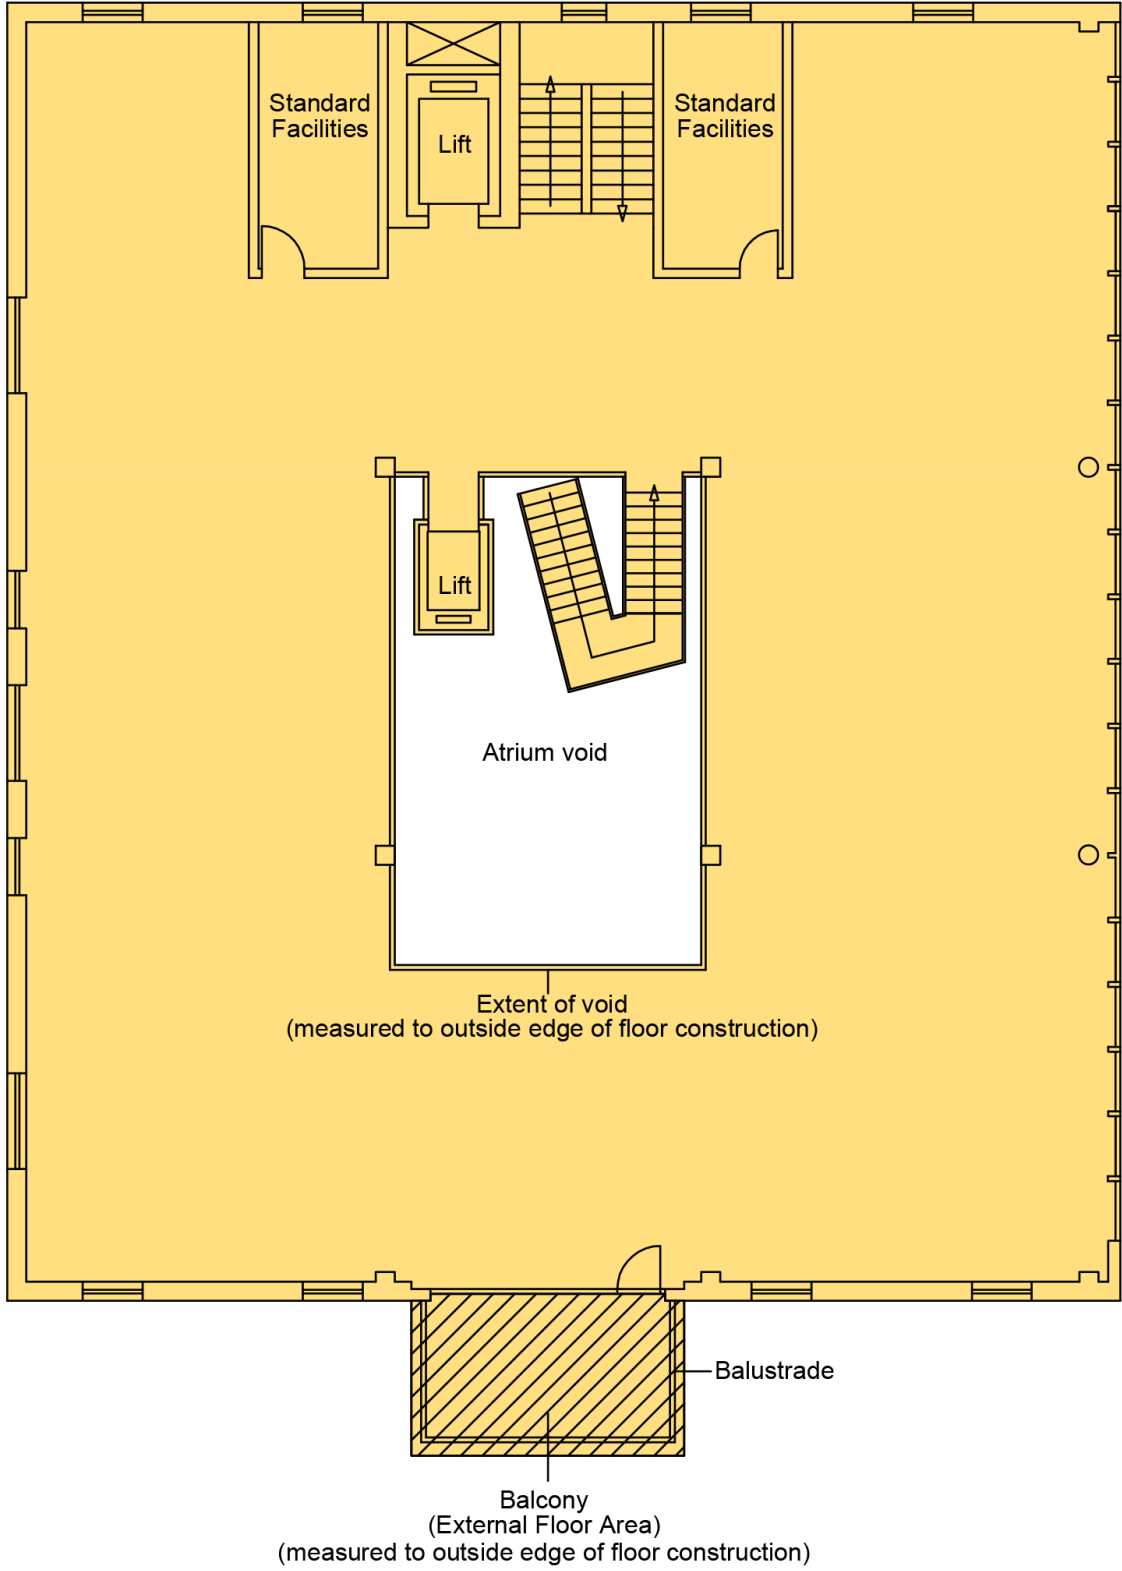 Standard
Facilities
Lift
Standard
Facilities
Lift
Atrium void
Extent of void
(measured to outside edge of floor construction)
Balustrade
Balcony
(External Floor Area)
(measured to outside edge of floor construction)